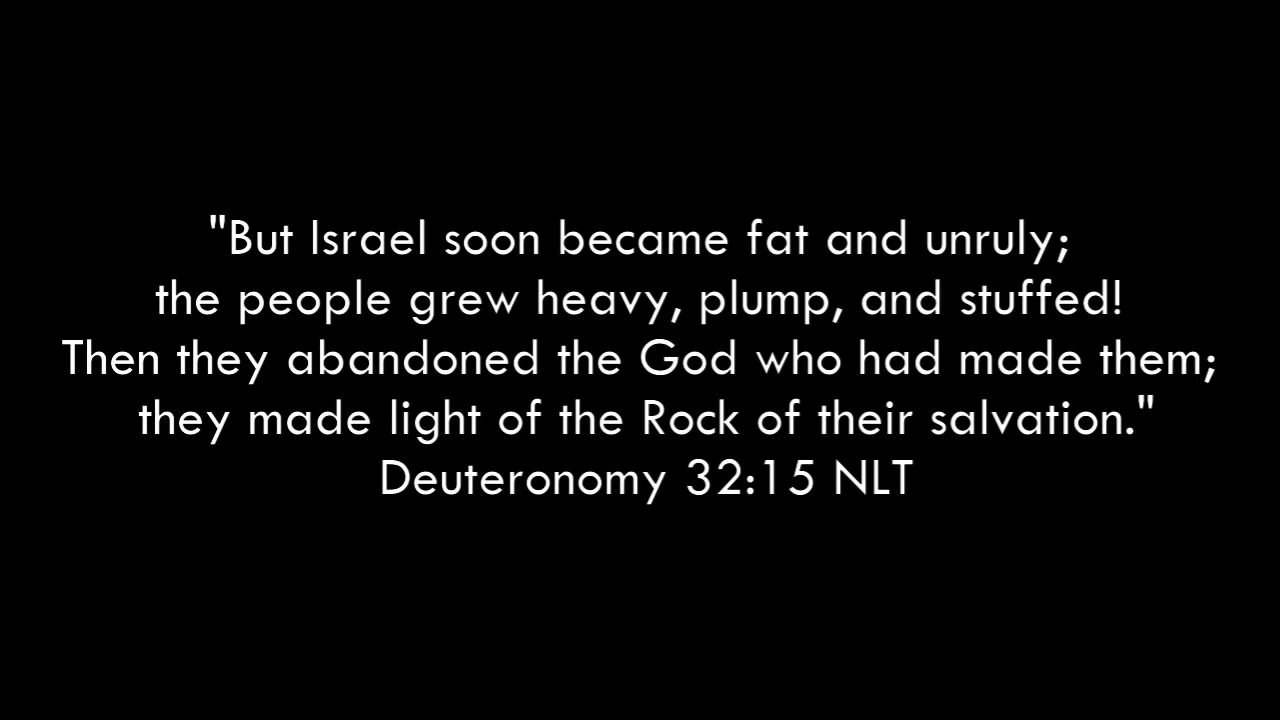 "But Israel soon became fat and unruly;
the people grew heavy, plump, and stuffed!
Then they abandoned the God who had made them;
they made light of the Rock of their salvation."
Deuteronomy 32:15 NLT